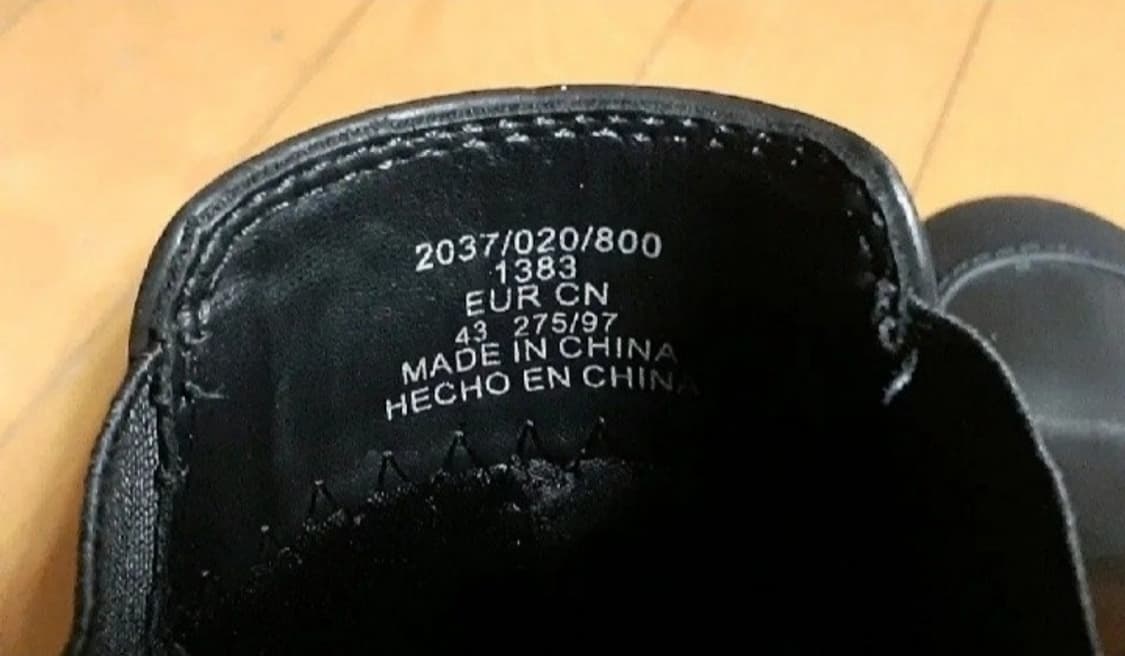 2037/020/800
1383
EUR CN
43 275/97
MADE IN CHINA
HECHO EN CHINA